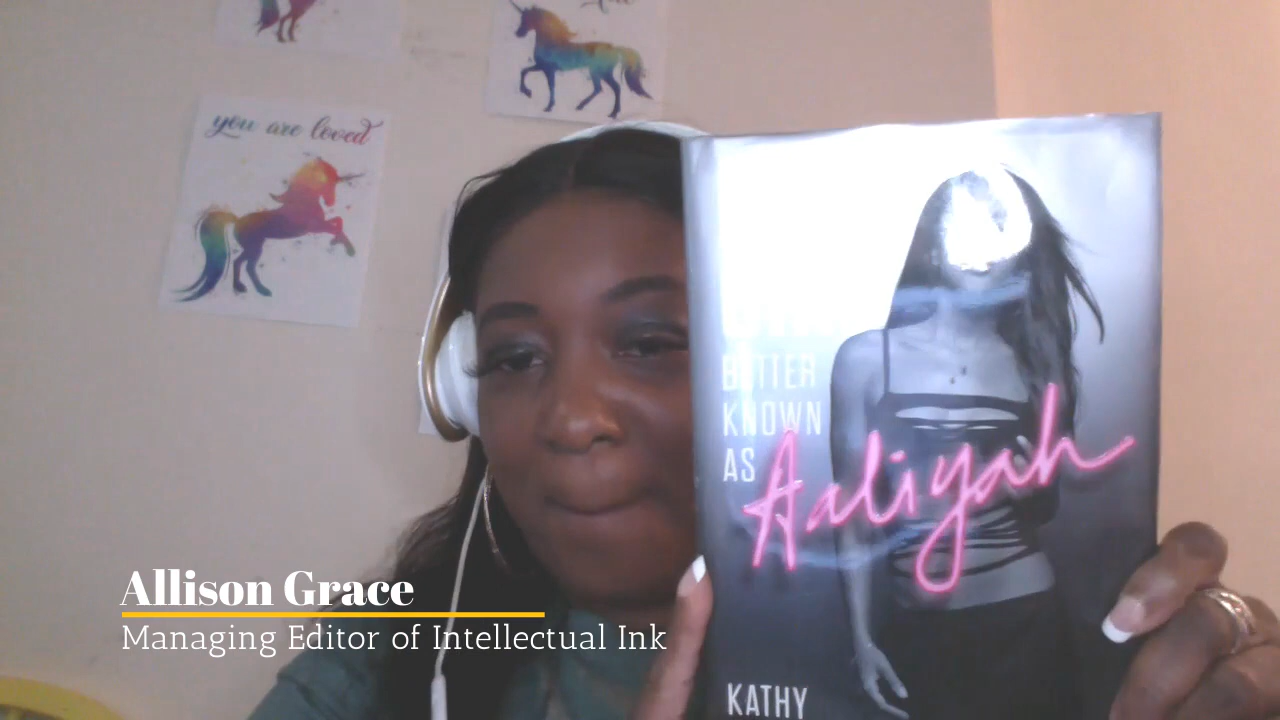 you are loved
BETTER
KNOWN
AS Aaliyah
KATHY
Allison Grace
Managing Editor of Intellectual Ink